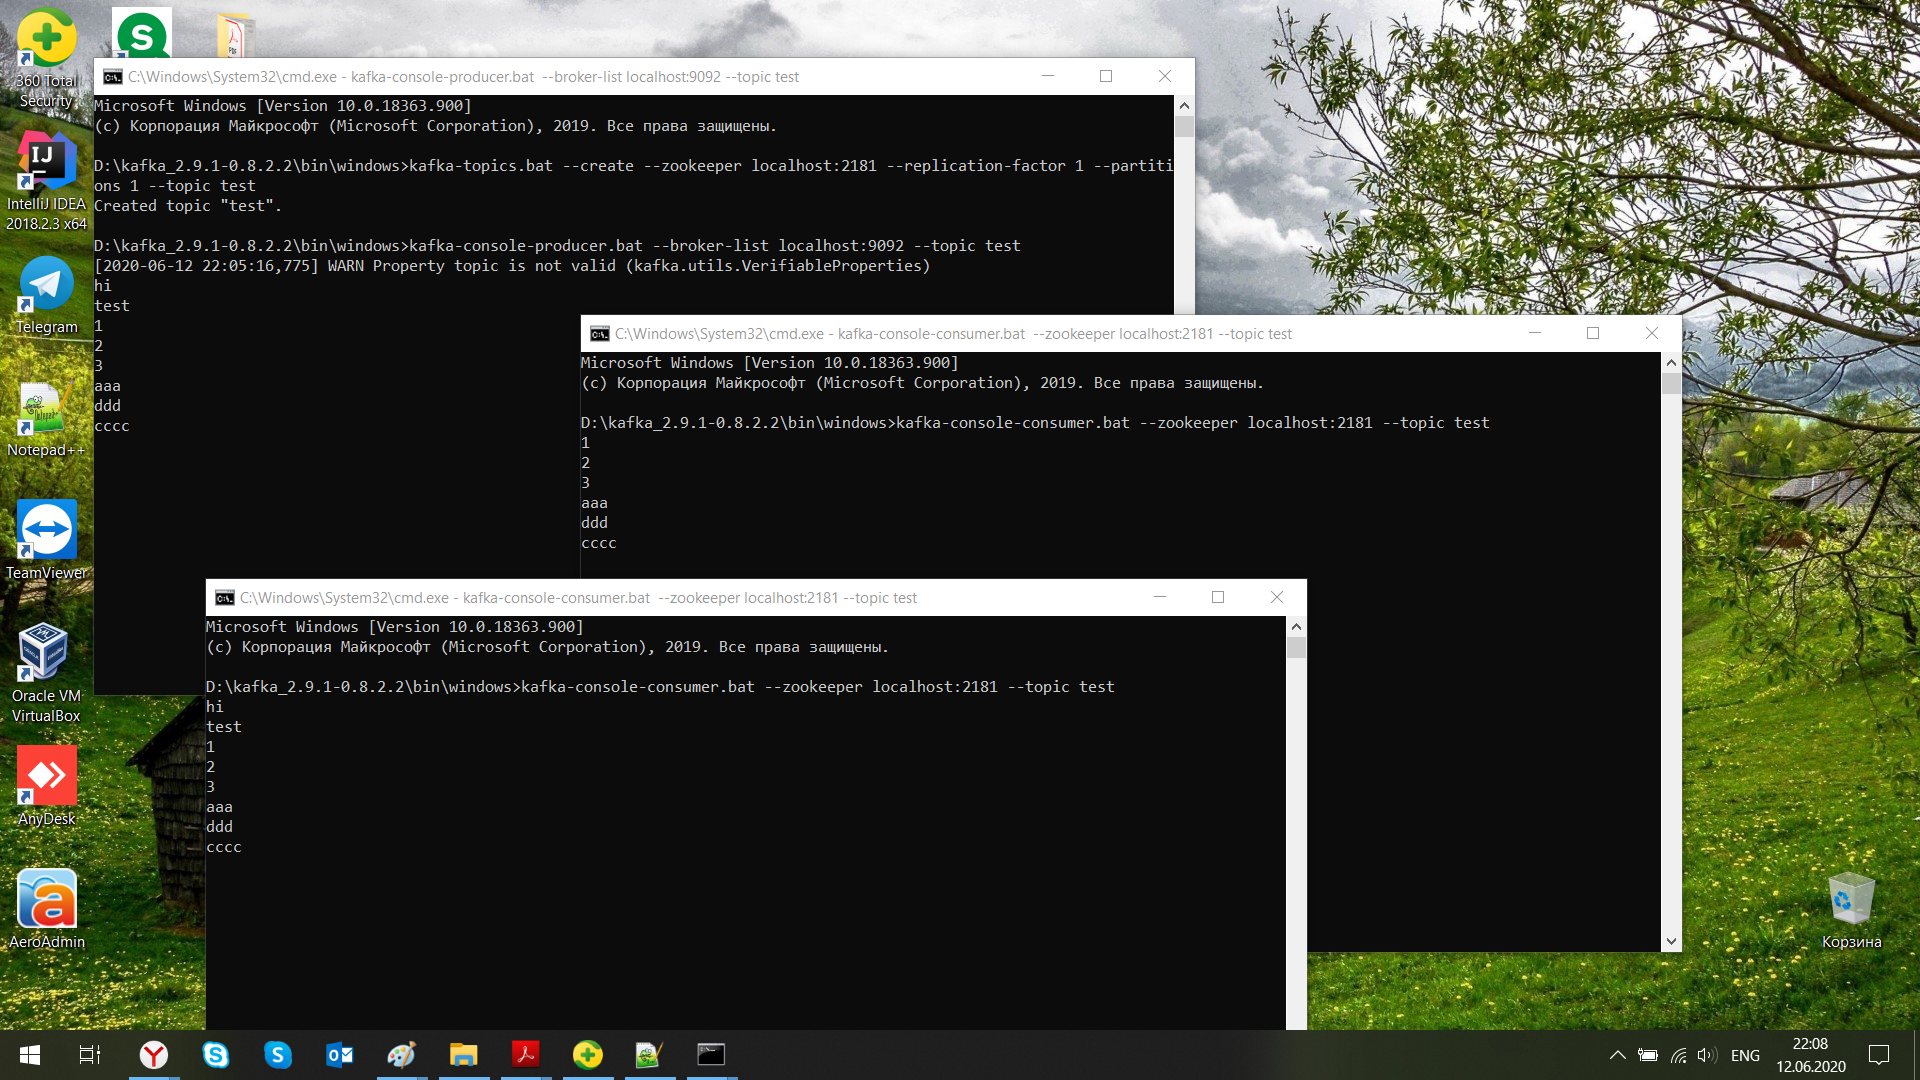 360 Total
Security
IntelliJ IDEA
2018.2.3 x64
Telegram
Notepad++
TeamViewer
Oracle VM
VirtualBox
AnyDesk
AeroAdmin
C:\Windows\System32\cmd.exe - kafka-console-producer.bat  --broker-list localhost:9092 --topic test
Microsoft Windows [Version 10.0.18363.900]
(c) Корпорация Майкрософт (Microsoft Corporation), 2019. Все права защищены.
D:\kafka_2.9.1-0.8.2.2\bin\windows>kafka-topics.bat --create --zookeeper localhost:2181 --replication-factor 1 --partiti
ons 1 --topic test
Created topic "test".
D:\kafka_2.9.1-0.8.2.2\bin\windows>kafka-console-producer.bat --broker-list localhost:9092 --topic test
[2020-06-12 22:05:16,775] WARN Property topic is not valid (kafka.utils.VerifiableProperties)
hi
test
1
2
3
aaa
ddd
cccc
C:\Windows\System32\cmd.exe - kafka-console-consumer.bat  --zookeeper localhost:2181 --topic test
Microsoft Windows [Version 10.0.18363.900]
(c) Корпорация Майкрософт (Microsoft Corporation), 2019. Все права защищены.
D:\kafka_2.9.1-0.8.2.2\bin\windows>kafka-console-consumer.bat --zookeeper localhost:2181 --topic test
1
2
3
aaa
ddd
cccc
C:\Windows\System32\cmd.exe - kafka-console-consumer.bat  --zookeeper localhost:2181 --topic test
Microsoft Windows [Version 10.0.18363.900]
(c) Корпорация Майкрософт (Microsoft Corporation), 2019. Все права защищены.
D:\kafka_2.9.1-0.8.2.2\bin\windows>kafka-console-consumer.bat --zookeeper localhost:2181 --topic test
hi
test
1
2
3
aaa
ddd
cccc
Корзина
ENG
22:08
12.06.2020